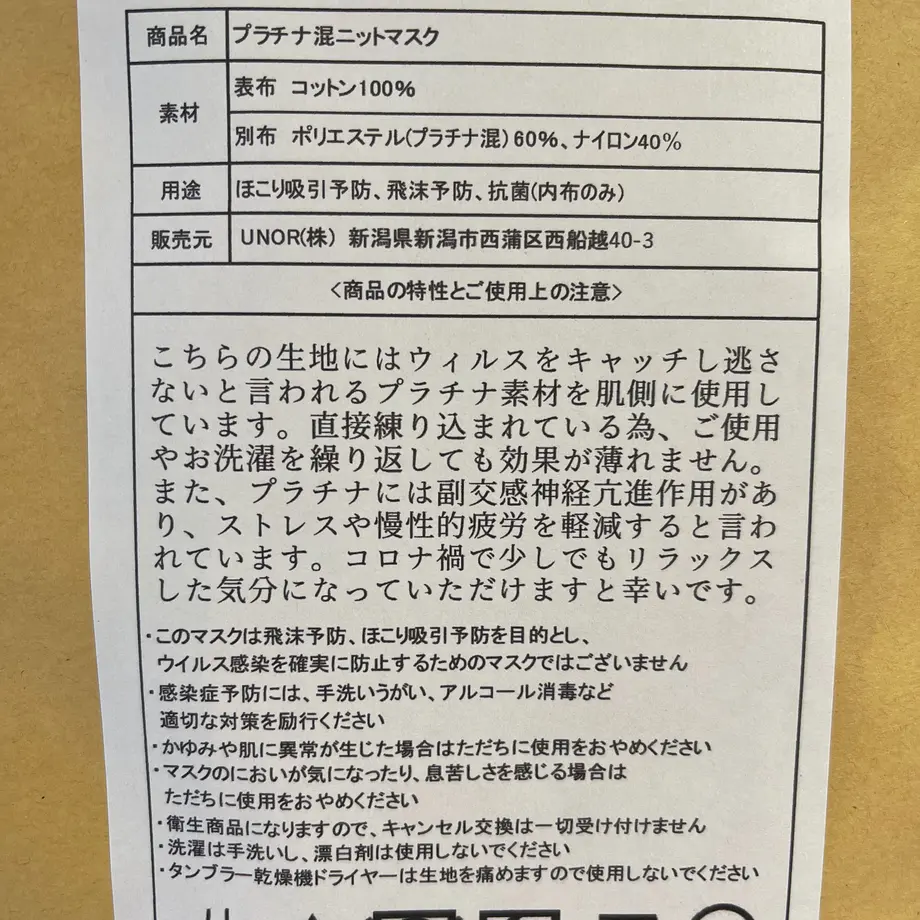 商品名 プラチナ混ニットマスク
素材 表布 コットン100%
別布 ポリエステル(プラチナ混)60%、ナイロン40%
用途 ほこり吸引予防、飛沫予防、抗菌(内布のみ)
販売元 UNOR(株) 新潟県新潟市西蒲区西船越40-3
<商品の特性とご使用上の注意>
こちらの生地にはウィルスをキャッチし逃さ
ないと言われるプラチナ素材を肌側に使用し
ています。直接練り込まれている為、ご使用
やお洗濯を繰り返しても効果が薄れません。
また、プラチナには副交感神経亢進作用があ
り、ストレスや慢性的疲労を軽減すると言わ
れています。コロナ禍で少しでもリラックス
した気分になっていただけますと幸いです。
・このマスクは飛沫予防、ほこり吸引予防を目的とし、
ウイルス感染を確実に防止するためのマスクではございません
・感染症予防には、手洗いうがい、アルコール消毒など
適切な対策を励行ください
・かゆみや肌に異常が生じた場合はただちに使用をおやめください
・マスクのにおいが気になったり、息苦しさを感じる場合は
ただちに使用をおやめください
・衛生商品になりますので、キャンセル交換は一切受け付けません
・洗濯は手洗いし、漂白剤は使用しないでください
・タンブラー乾燥機ドライヤーは生地を痛めますので使用しないでください